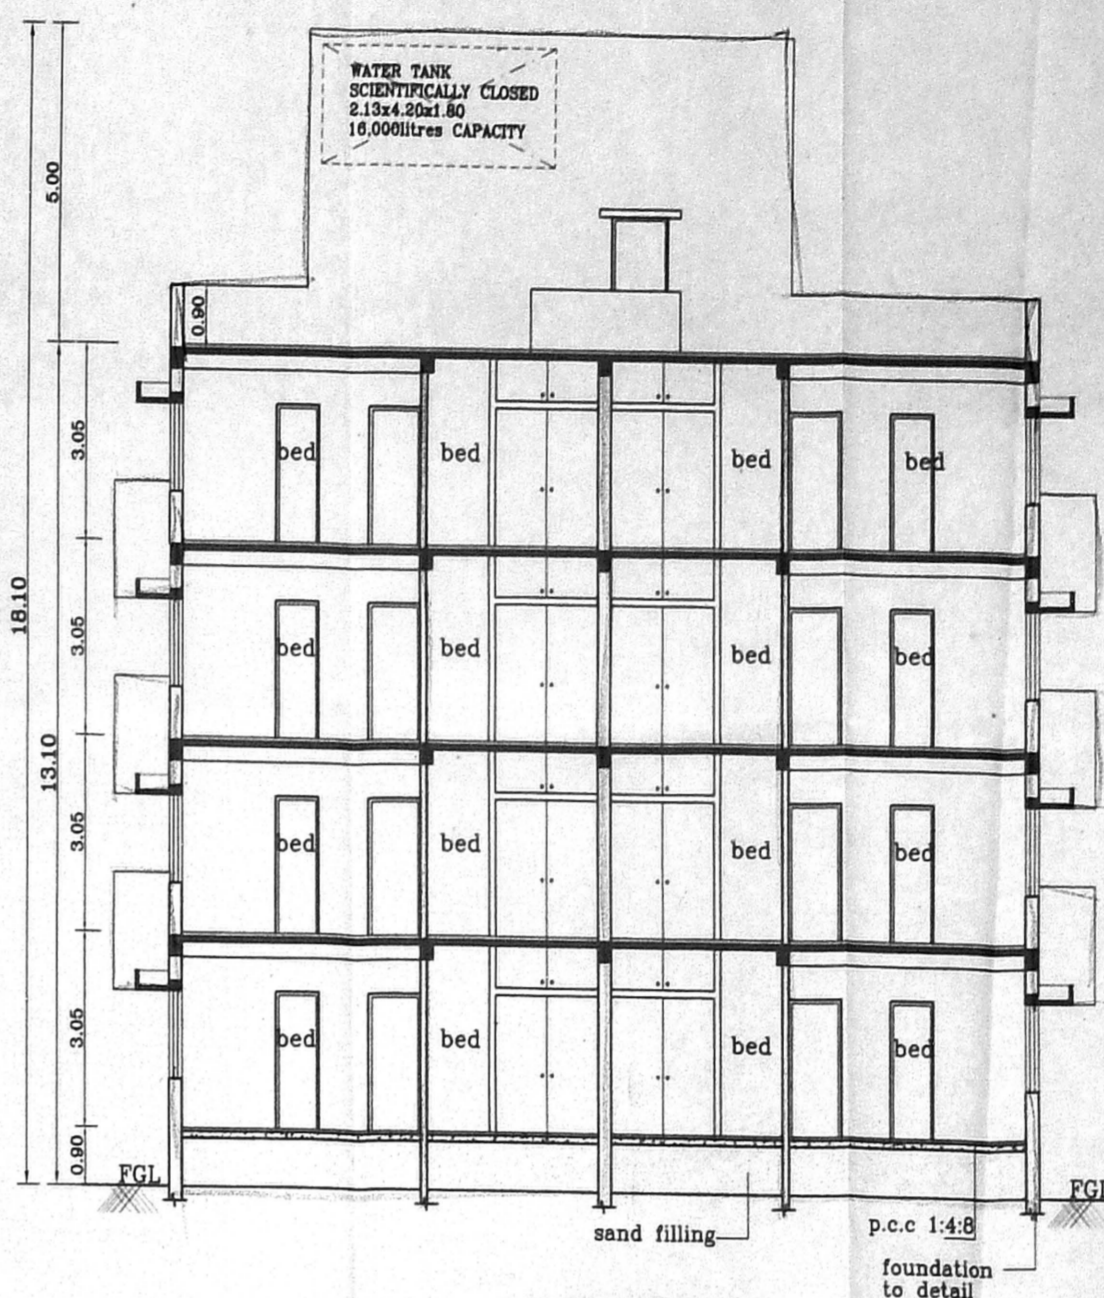 WATER TANK
SCIENTIFICALLY CLOSED
2.13x4.20x1.80
16.000litres CAPACITY
5.00
0.90
18.10
13.10
3.05
bed bed bed bed
3.05
bed bed bed bed
3.05
bed bed bed bed
3.05
bed bed bed bed
0.90
FGL
FGL
sand filling
p.c.c 1:4:8
foundation
to detail